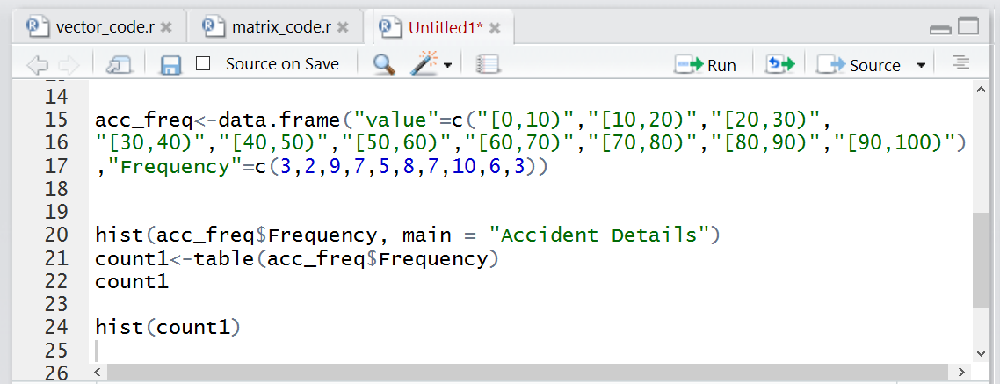 vector_code.r matrix_code.r Untitled1*
Source on Save Run Source
14
15 acc_freq<-data.frame("value"=c("[0,10)","[10,20)","[20,30)",
16 "[30,40)","[40,50)","[50,60)","[60,70)","[70,80)","[80,90)","[90,100)")
17 ,"Frequency"=c(3,2,9,7,5,8,7,10,6,3))
18
19
20 hist(acc_freq$Frequency, main = "Accident Details")
21 count1<-table(acc_freq$Frequency)
22 count1
23
24 hist(count1)
25
26